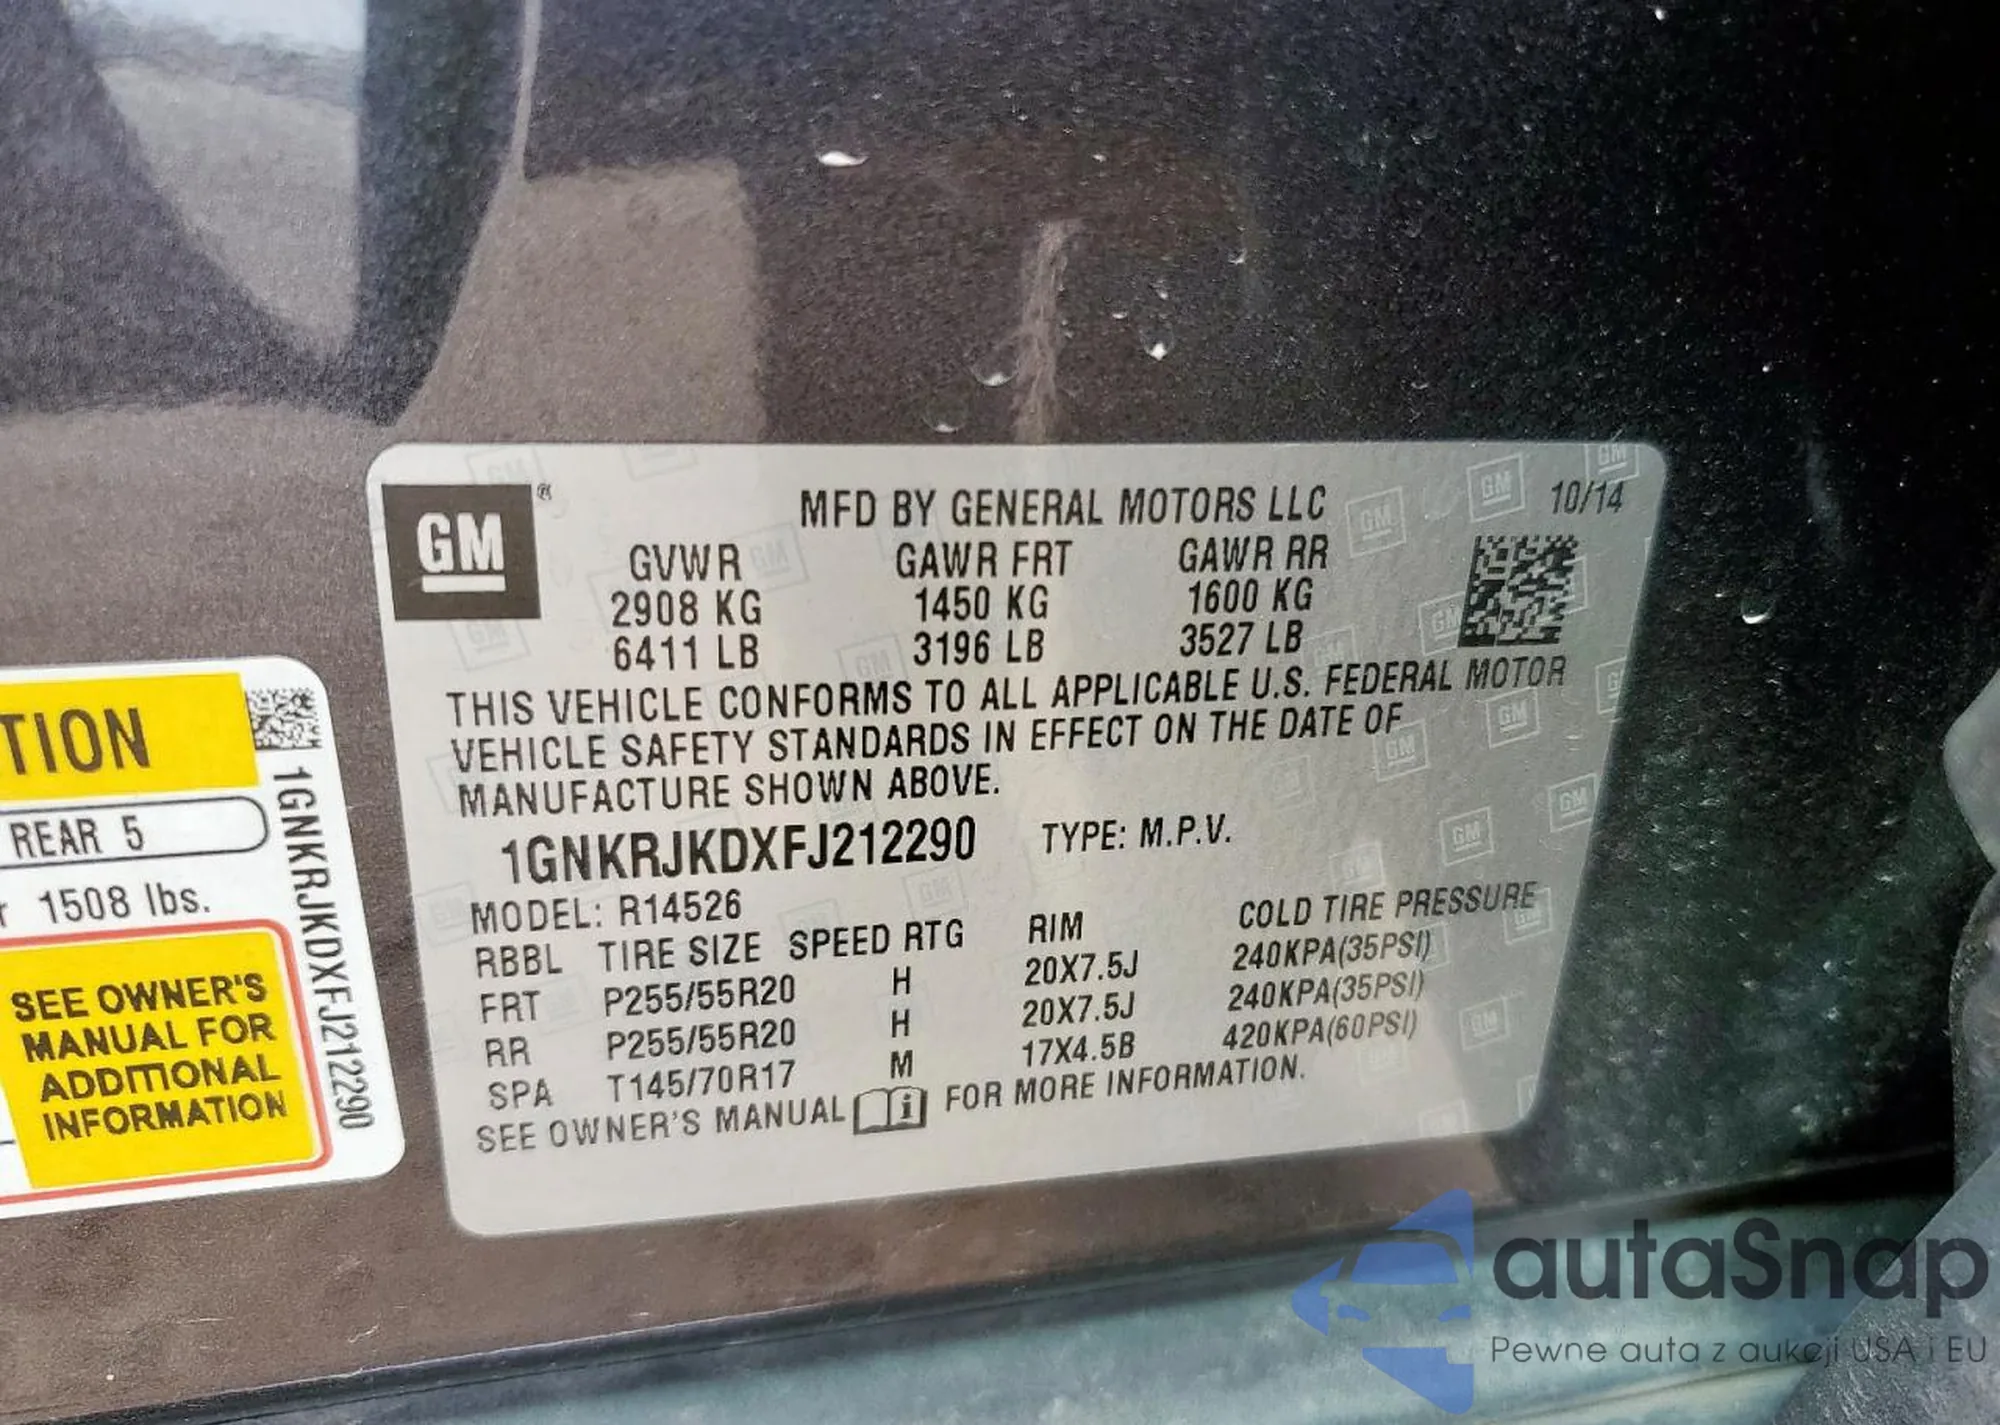 GM®
MFD BY GENERAL MOTORS LLC 10/14
GVWR GAWR FRT GAWR RR
2908 KG 1450 KG 1600 KG
6411 LB 3196 LB 3527 LB
THIS VEHICLE CONFORMS TO ALL APPLICABLE U.S. FEDERAL MOTOR
VEHICLE SAFETY STANDARDS IN EFFECT ON THE DATE OF
MANUFACTURE SHOWN ABOVE.
1GNKRJKDXFJ212290 TYPE: M.P.V.
MODEL: R14526
RBBL TIRE SIZE SPEED RTG RIM COLD TIRE PRESSURE
FRT P255/55R20 H 20X7.5J 240KPA(35PSI)
RR P255/55R20 H 20X7.5J 240KPA(35PSI)
SPA T145/70R17 M 17X4.5B 420KPA(60PSI)
SEE OWNER'S MANUAL i FOR MORE INFORMATION.
TION
REAR 5
r 1508 lbs.
SEE OWNER'S
MANUAL FOR
ADDITIONAL
INFORMATION
1GNKRJKDXFJ212290
autaSnap
Pewne auta z aukcji USA i EU